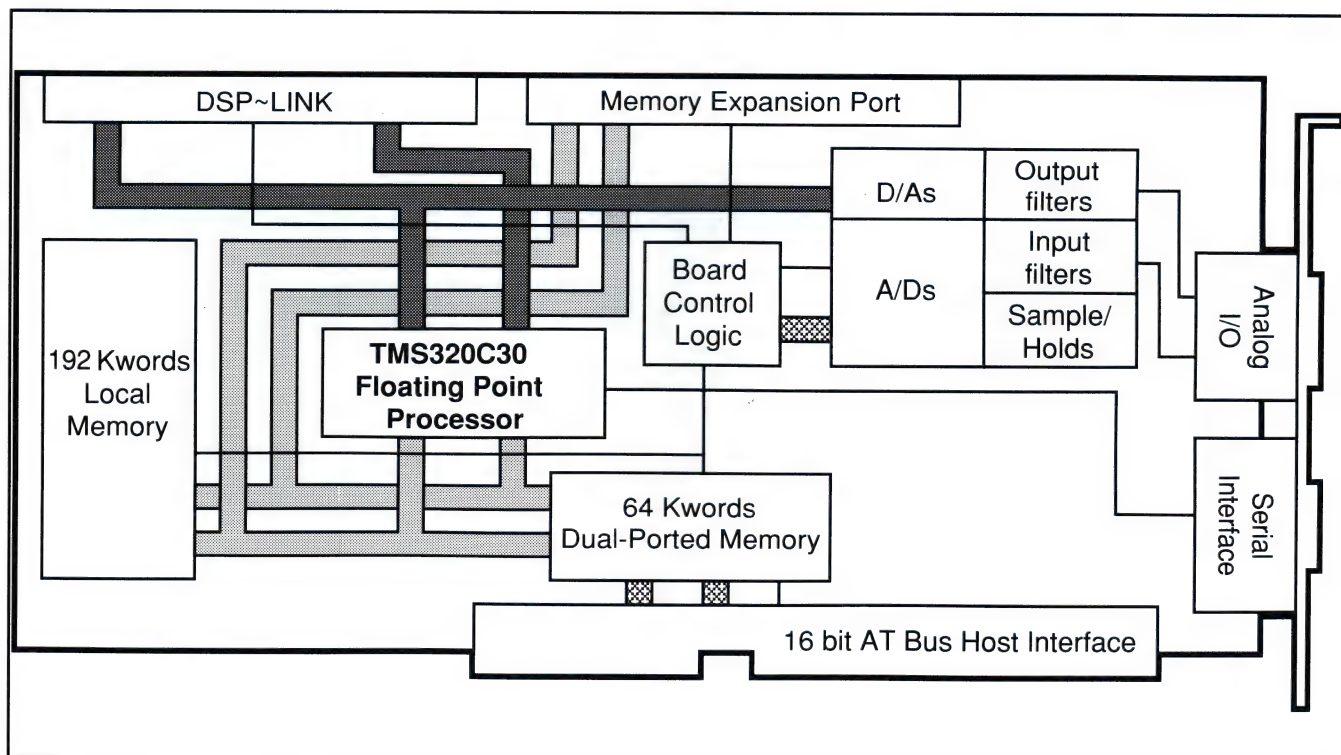 DSP~LINK
Memory Expansion Port
D/As
Output
filters
A/Ds
Input
filters
Sample/
Holds
Board
Control
Logic
Analog
I/O
192 Kwords
Local
Memory
TMS320C30
Floating Point
Processor
64 Kwords
Dual-Ported Memory
Serial
Interface
16 bit AT Bus Host Interface